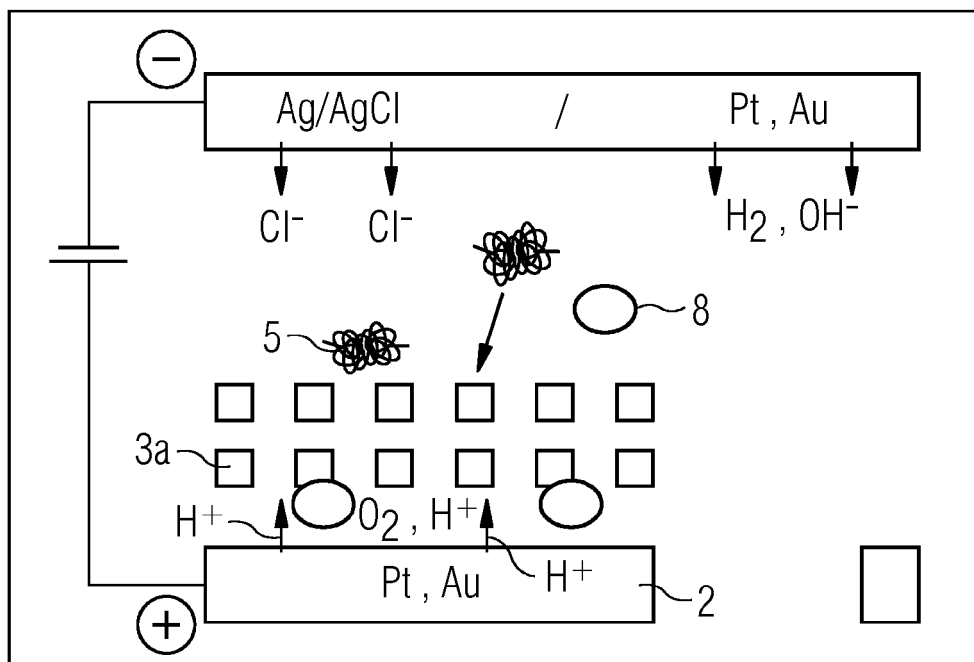 −
Ag/AgCl / Pt , Au
Cl⁻ Cl⁻ H₂ , OH⁻
8
5
3a
H⁺ O₂ , H⁺
Pt , Au H⁺ 2
+